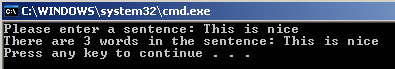 C:\WINDOWS\system32\cmd.exe
Please enter a sentence: This is nice
There are 3 words in the sentence: This is nice
Press any key to continue . . .